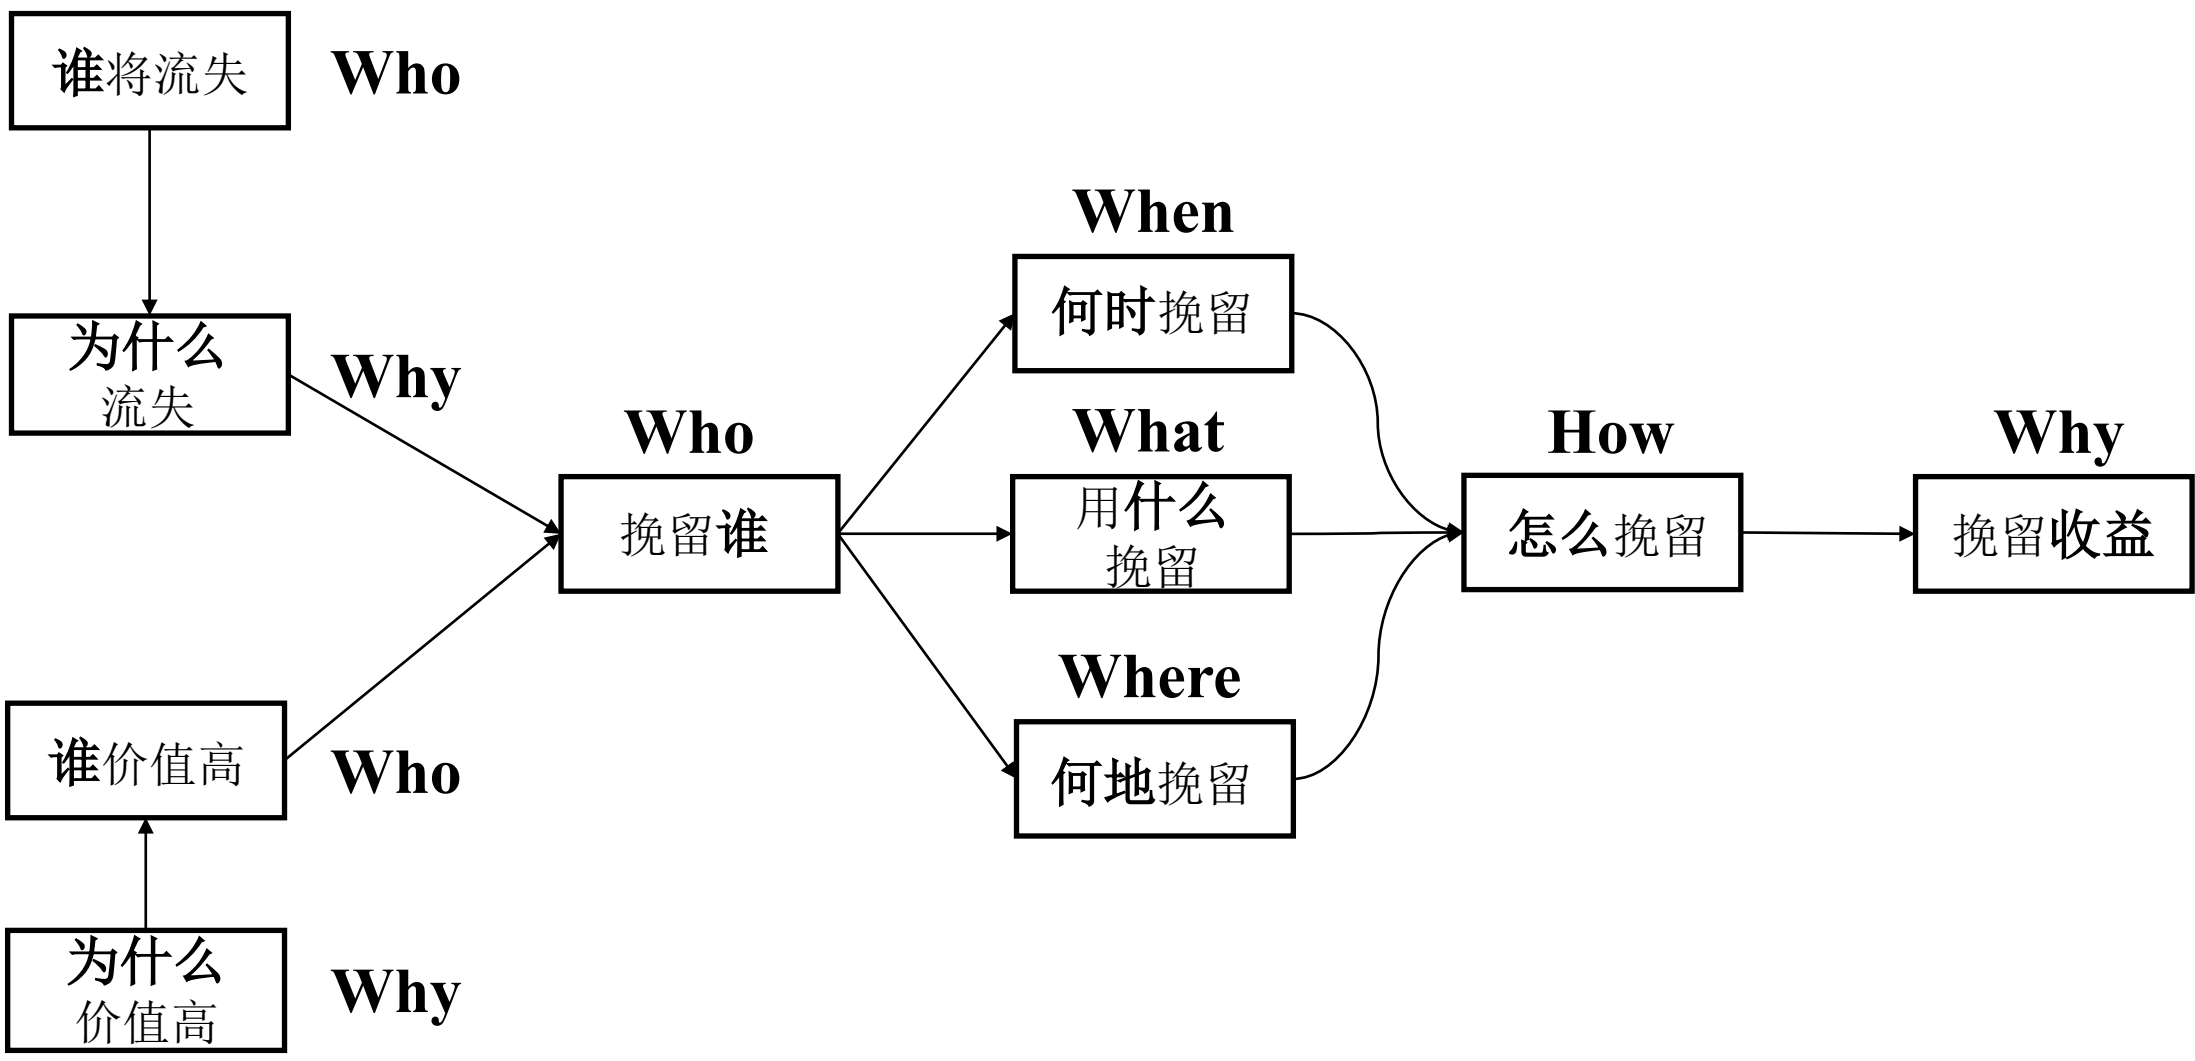 谁将流失
Who
为什么
流失
Why
谁价值高
Who
为什么
价值高
Why
Who
挽留谁
When
何时挽留
What
用什么
挽留
Where
何地挽留
How
怎么挽留
Why
挽留收益